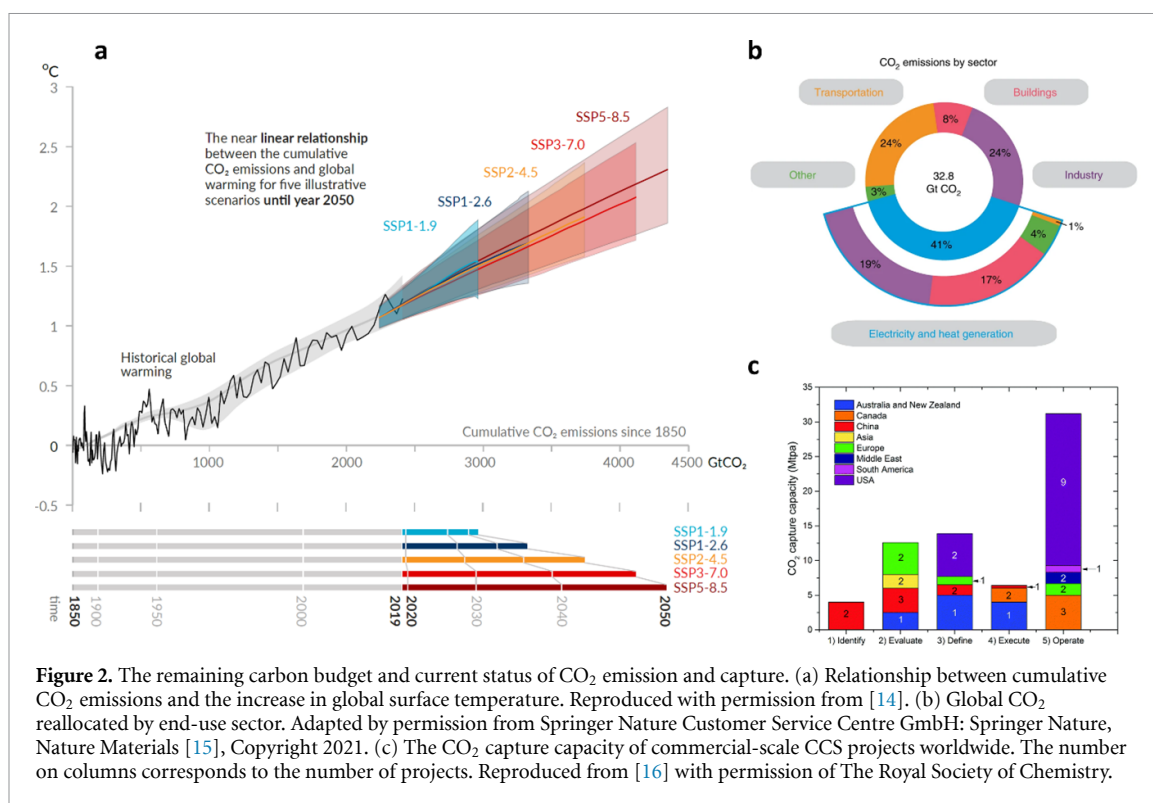 a
°C
3
2.5
2
1.5
1
0.5
0
-0.5
The near linear relationship
between the cumulative
CO₂ emissions and global
warming for five illustrative
scenarios until year 2050
SSP5-8.5
SSP3-7.0
SSP2-4.5
SSP1-2.6
SSP1-1.9
Historical global
warming
Cumulative CO₂ emissions since 1850
1000
2000
3000
4000
4500
GtCO₂
SSP1-1.9
SSP1-2.6
SSP2-4.5
SSP3-7.0
SSP5-8.5
time
1850
1900
1950
2000
2019
2020
2030
2040
2050
b
CO₂ emissions by sector
Transportation
Buildings
8%
24%
24%
Other
Industry
3%
32.8
Gt CO₂
41%
1%
4%
19%
17%
Electricity and heat generation
c
CO₂ capture capacity (Mtpa)
35
30
25
20
15
10
5
0
Australia and New Zealand
Canada
China
Asia
Europe
Middle East
South America
USA
2
2
2
3
1
2
1
2
1
1
2
1
9
1
2
2
3
1) Identify
2) Evaluate
3) Define
4) Execute
5) Operate
Figure 2. The remaining carbon budget and current status of CO₂ emission and capture. (a) Relationship between cumulative
CO₂ emissions and the increase in global surface temperature. Reproduced with permission from [14]. (b) Global CO₂
reallocated by end-use sector. Adapted by permission from Springer Nature Customer Service Centre GmbH: Springer Nature,
Nature Materials [15], Copyright 2021. (c) The CO₂ capture capacity of commercial-scale CCS projects worldwide. The number
on columns corresponds to the number of projects. Reproduced from [16] with permission of The Royal Society of Chemistry.